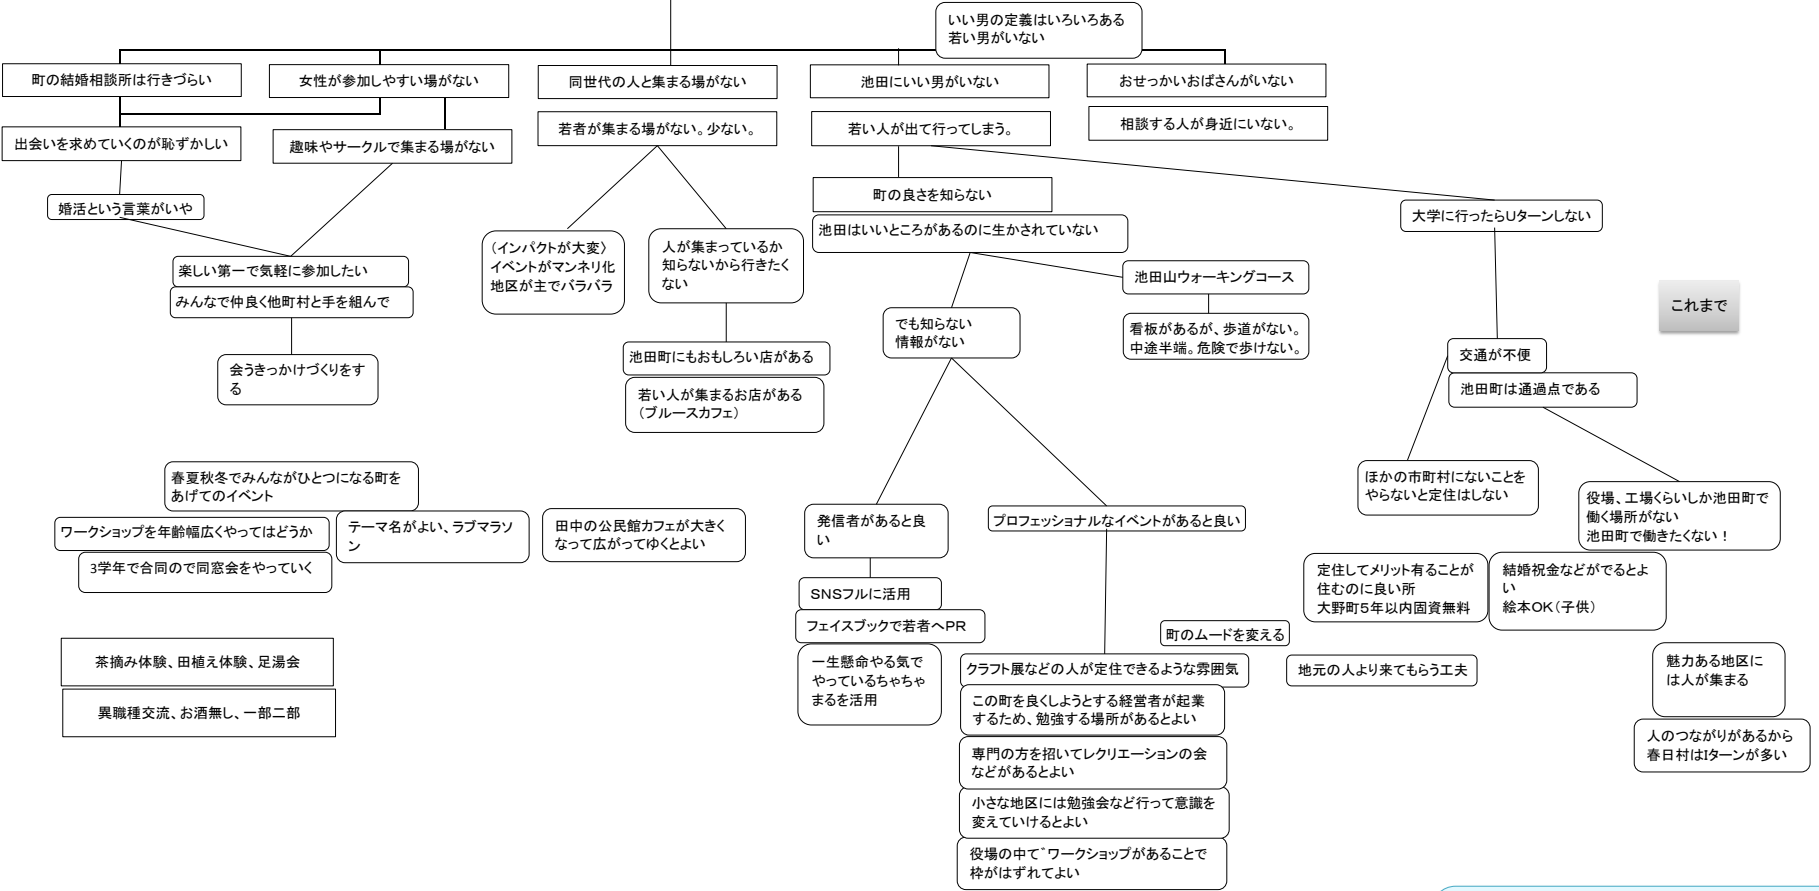 いい男の定義はいろいろある
若い男がいない
町の結婚相談所は行きづらい
女性が参加しやすい場がない
同世代の人と集まる場がない
池田にいい男がいない
おせっかいおばさんがいない
出会いを求めていくのが恥ずかしい
趣味やサークルで集まる場がない
若者が集まる場がない。少ない。
若い人が出て行ってしまう。
相談する人が身近にいない。
婚活という言葉がいや
町の良さを知らない
大学に行ったらUターンしない
池田はいいところがあるのに生かされていない
楽しい第一で気軽に参加したい
みんなで仲良く他町村と手を組んで
（インパクトが大変〉
イベントがマンネリ化
地区が主でバラバラ
人が集まっているか
知らないから行きたく
ない
池田山ウォーキングコース
これまで
看板があるが、歩道がない。
中途半端。危険で歩けない。
でも知らない
情報がない
会うきっかけづくりをす
る
池田町にもおもしろい店がある
若い人が集まるお店がある
（ブルースカフェ）
交通が不便
池田町は通過点である
春夏秋冬でみんながひとつになる町を
あげてのイベント
ワークショップを年齢幅広くやってはどうか
テーマ名がよい、ラブマラソ
ン
3学年で合同ので同窓会をやっていく
田中の公民館カフェが大きく
なって広がってゆくとよい
発信者があると良
い
プロフェッショナルなイベントがあると良い
ほかの市町村にないことを
やらないと定住はしない
役場、工場くらいしか池田町で
働く場所がない
池田町で働きたくない！
定住してメリット有ることが
住むのに良い所
大野町５年以内固資無料
結婚祝金などがでるとよ
い
絵本OK（子供）
SNSフルに活用
フェイスブックで若者へPR
一生懸命やる気で
やっているちゃちゃ
まるを活用
町のムードを変える
クラフト展などの人が定住できるような雰囲気
地元の人より来てもらう工夫
この町を良くしようとする経営者が起業
するため、勉強する場所があるとよい
専門の方を招いてレクリエーションの会
などがあるとよい
小さな地区には勉強会など行って意識を
変えていけるとよい
役場の中で゛ワークショップがあることで
枠がはずれてよい
茶摘み体験、田植え体験、足湯会
異職種交流、お酒無し、一部二部
魅力ある地区に
は人が集まる
人のつながりがあるから
春日村はIターンが多い